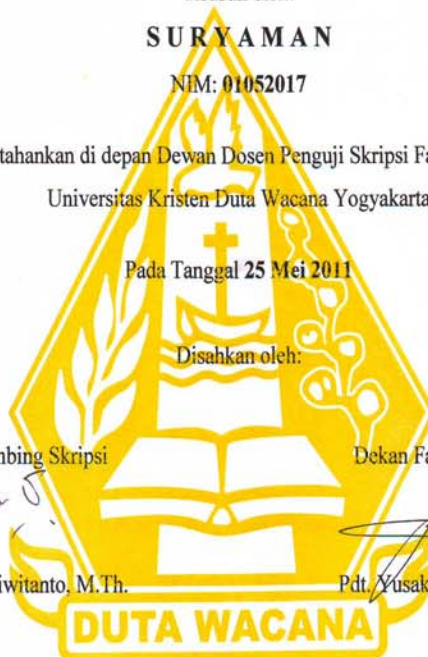 SURYAMAN
NIM: 01052017
tahankan di depan Dewan Dosen Penguji Skripsi Fa
Universitas Kristen Duta Wacana Yogyakarta
Pada Tanggal 25 Mei 2011
Disahkan oleh:
nbing Skripsi Dekan Fa
iwitanto, M.Th. Pdt. Yusak
DUTA WACANA